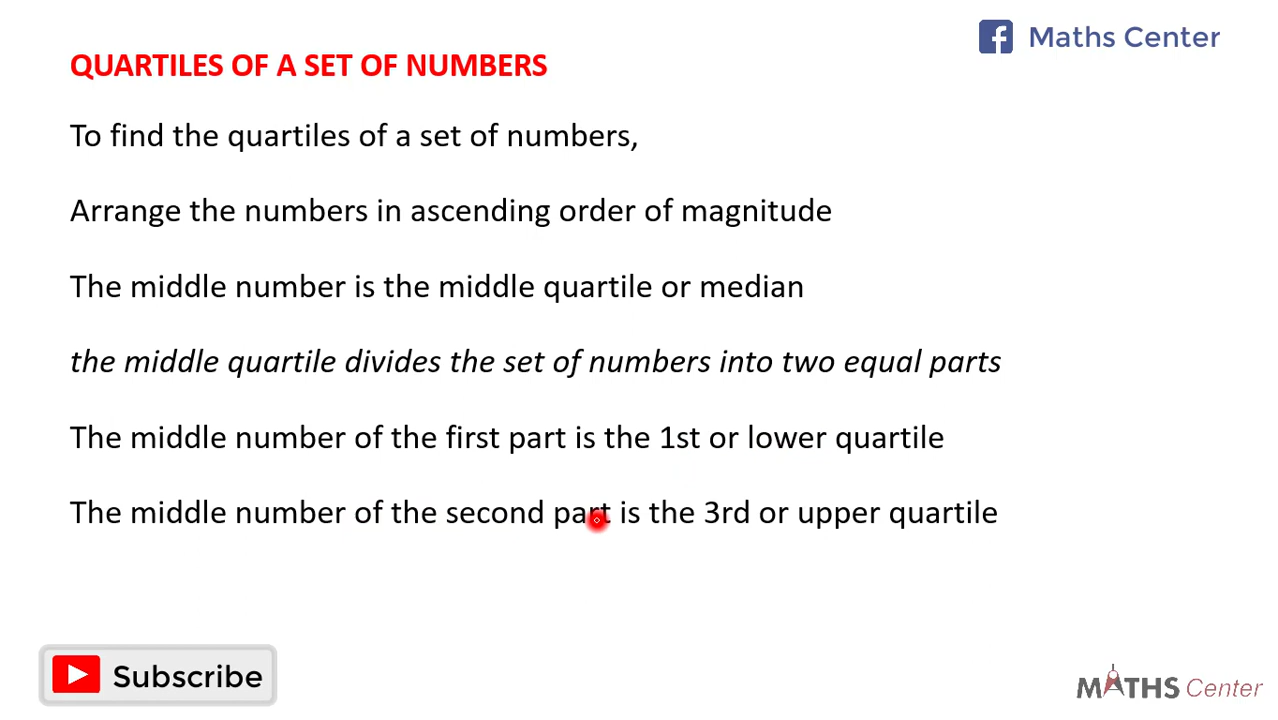 Maths Center
QUARTILES OF A SET OF NUMBERS
To find the quartiles of a set of numbers,
Arrange the numbers in ascending order of magnitude
The middle number is the middle quartile or median
the middle quartile divides the set of numbers into two equal parts
The middle number of the first part is the 1st or lower quartile
The middle number of the second part is the 3rd or upper quartile
Subscribe
MATHS Center